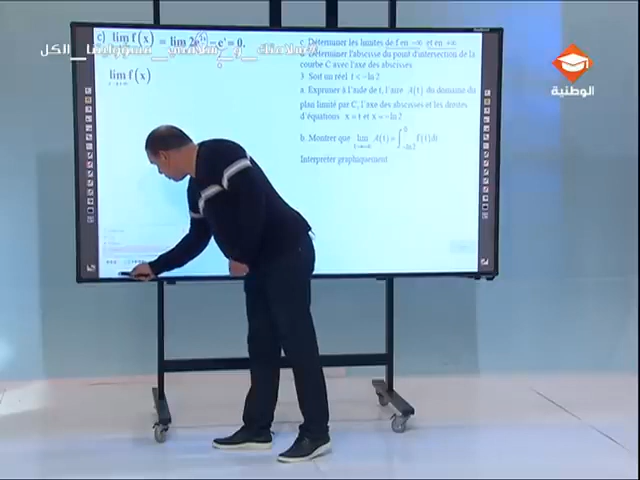 c) lim f(x) = lim 2e
lim f(x)
c. Déterminer les limites de f en −∞ et en +∞
Déterminer l'abscisse du point d'intersection de la
courbe C avec l'axe des abscisses
3 Soit un réel t < −ln 2
a. Exprimer à l'aide de t, l'aire A(t) du domaine du
plan limité par C, l'axe des abscisses et les droites
d'équations x = t et x = −ln 2
b. Montrer que lim A(t) = ∫ f(t)dt
Interpréter graphiquement
الوطنية